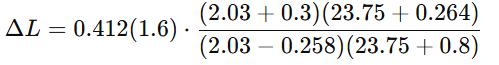 ΔL = 0.412(1.6) · \frac{(2.03 + 0.3)(23.75 + 0.264)}{(2.03 − 0.258)(23.75 + 0.8)}